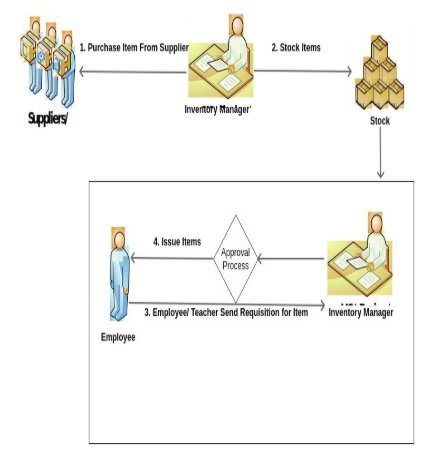 1. Purchase Item From Supplier
2. Stock Items
Suppliers/
Inventory Manager
Stock
4. Issue Items
Approval
Process
3. Employee/ Teacher Send Requisition for Item
Inventory Manager
Employee